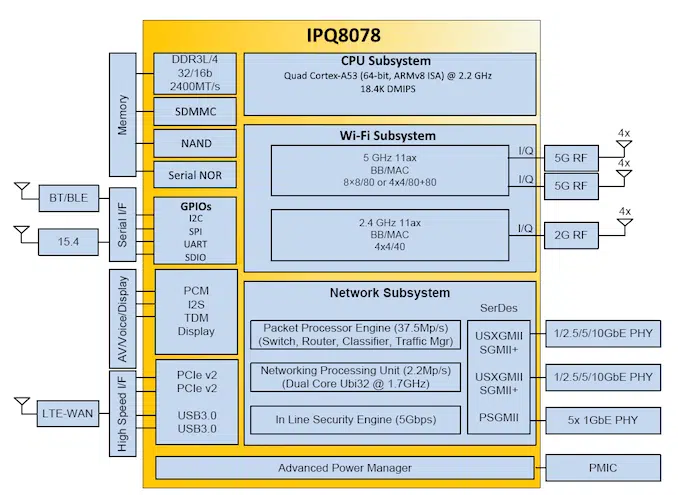 IPQ8078
Memory
DDR3L/4
32/16b
2400MT/s
SDMMC
NAND
Serial NOR
CPU Subsystem
Quad Cortex-A53 (64-bit, ARMv8 ISA) @ 2.2 GHz
18.4K DMIPS
Wi-Fi Subsystem
5 GHz 11ax
BB/MAC
8×8/80 or 4x4/80+80
I/Q
5G RF
4x
I/Q
5G RF
4x
2.4 GHz 11ax
BB/MAC
4x4/40
I/Q
2G RF
4x
BT/BLE
15.4
Serial I/F
GPIOs
I2C
SPI
UART
SDIO
AV/Voice/Display
PCM
I2S
TDM
Display
High Speed I/F
PCIe v2
PCIe v2
USB3.0
USB3.0
LTE-WAN
Network Subsystem
Packet Processor Engine (37.5Mp/s)
(Switch, Router, Classifier, Traffic Mgr)
Networking Processing Unit (2.2Mp/s)
(Dual Core Ubi32 @ 1.7GHz)
In Line Security Engine (5Gbps)
SerDes
USXGMII
SGMII+
USXGMII
SGMII+
PSGMII
1/2.5/5/10GbE PHY
1/2.5/5/10GbE PHY
5x 1GbE PHY
Advanced Power Manager
PMIC